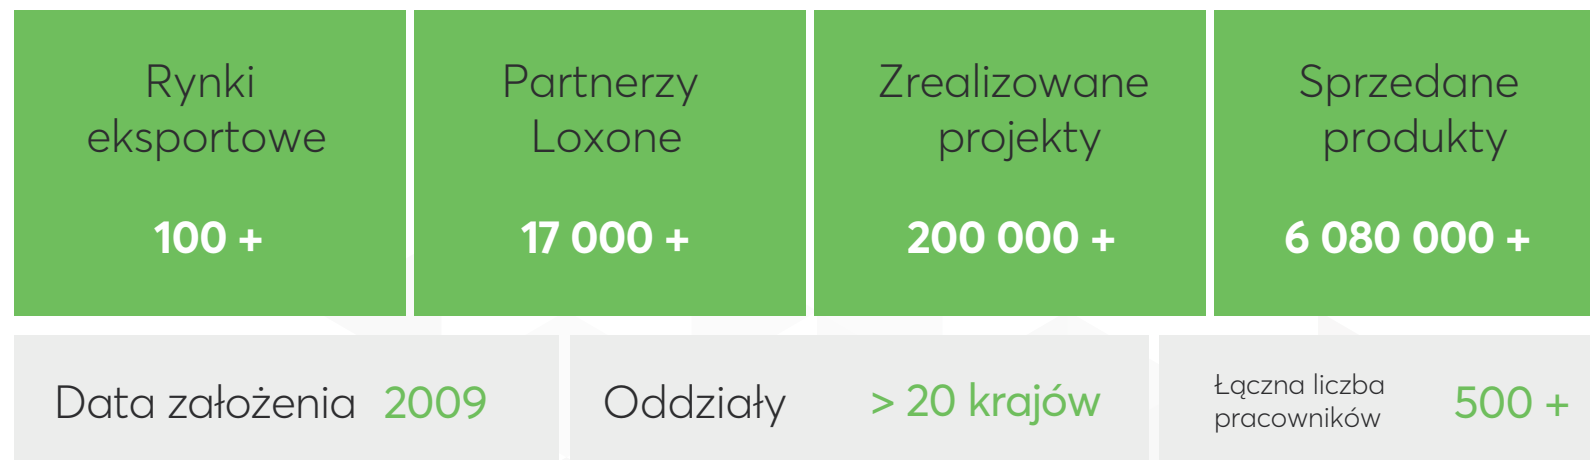 Rynki
eksportowe
100 +
Partnerzy
Loxone
17 000 +
Zrealizowane
projekty
200 000 +
Sprzedane
produkty
6 080 000 +
Data założenia 2009
Oddziały > 20 krajów
Łączna liczba
pracowników
500 +